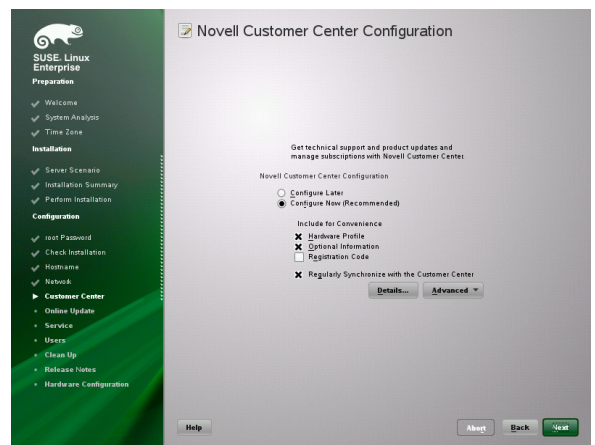 SUSE. Linux
Enterprise
Preparation
Welcome
System Analysis
Time Zone
Installation
Server Scenario
Installation Summary
Perform Installation
Configuration
root Password
Check Installation
Hostname
Network
Customer Center
Online Update
Service
Users
Clean Up
Release Notes
Hardware Configuration
Novell Customer Center Configuration
Get technical support and product updates and
manage subscriptions with Novell Customer Center.
Novell Customer Center Configuration
Configure Later
Configure Now (Recommended)
Include for Convenience
Hardware Profile
Optional Information
Registration Code
Regularly Synchronize with the Customer Center
Details... Advanced
Help Abort Back Next